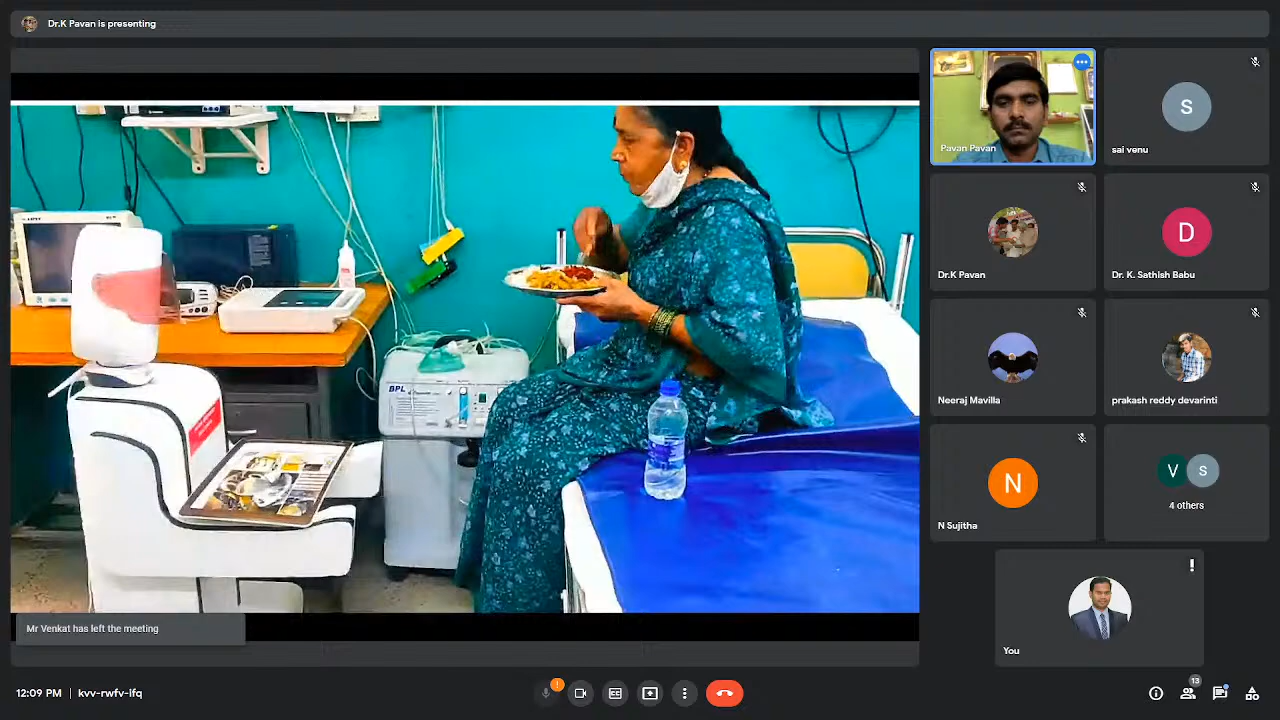 Dr.K Pavan is presenting
BPL
Mr Venkat has left the meeting
Pavan Pavan
S
sai venu
Dr.K Pavan
D
Dr. K. Sathish Babu
Neeraj Mavilla
prakash reddy devarinti
N
N Sujitha
V
S
4 others
You
12:09 PM | kvv-rwfv-lfq
13